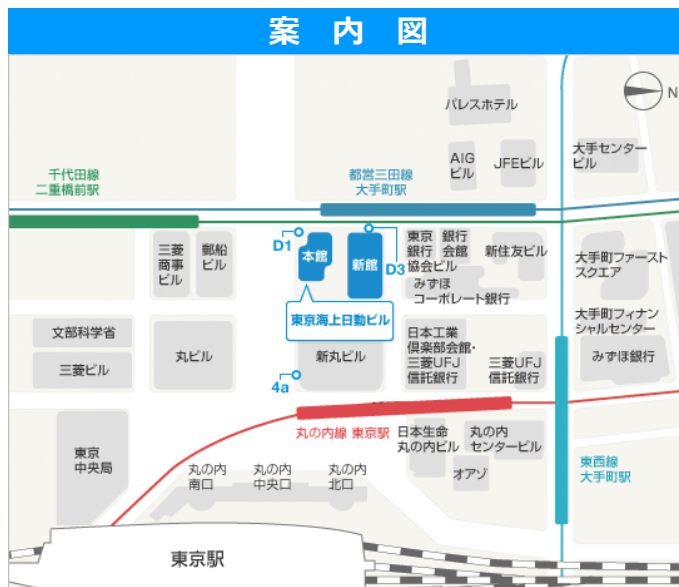 案内図
N
パレスホテル
AIG
ビル
JFEビル
大手センター
ビル
千代田線
二重橋前駅
都営三田線
大手町駅
D1
本館
新館
D3
東京
銀行
協会ビル
銀行
会館
新住友ビル
三菱
商事
ビル
郵船
ビル
みずほ
コーポレート銀行
大手町ファースト
スクエア
東京海上日動ビル
大手町フィナン
シャルセンター
みずほ銀行
文部科学省
三菱ビル
丸ビル
新丸ビル
4a
日本工業
倶楽部会館・
三菱UFJ
信託銀行
三菱UFJ
信託銀行
丸の内線 東京駅
日本生命
丸の内ビル
丸の内
センタービル
オアゾ
東京
中央局
丸の内
南口
丸の内
中央口
丸の内
北口
東西線
大手町駅
東京駅